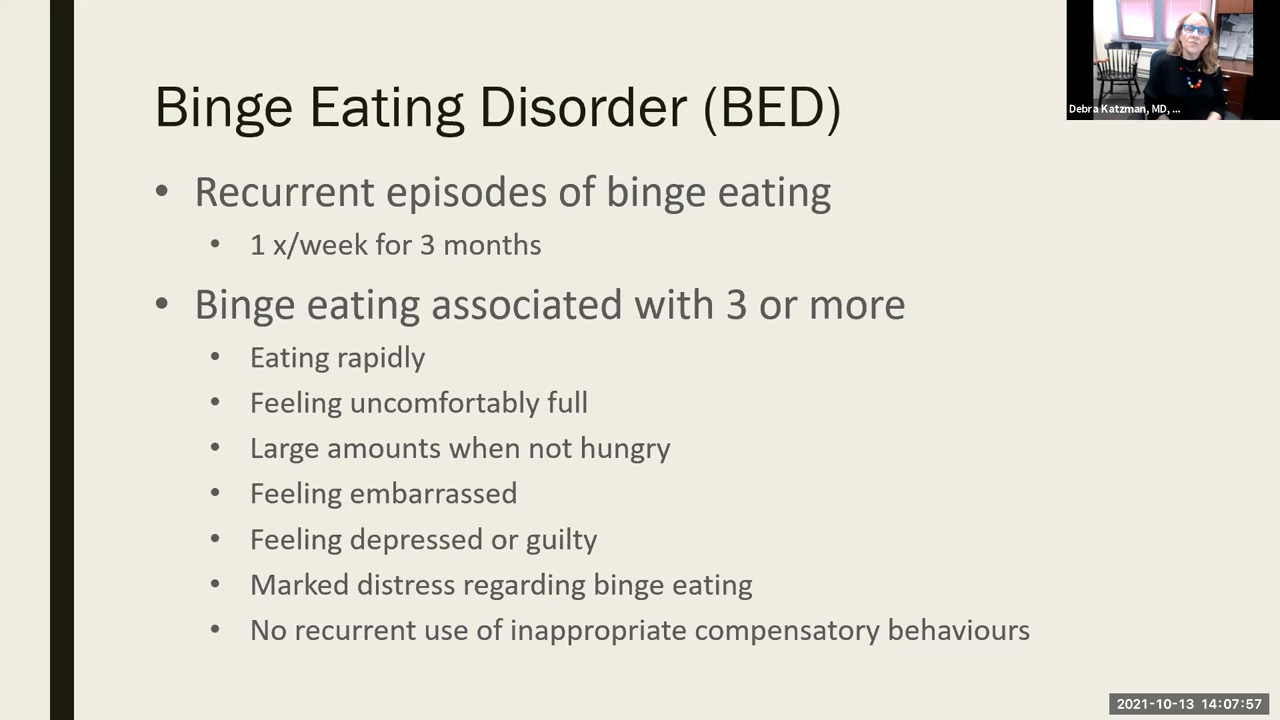 Debra Katzman, MD, ...
Binge Eating Disorder (BED)
• Recurrent episodes of binge eating
• 1 x/week for 3 months
• Binge eating associated with 3 or more
• Eating rapidly
• Feeling uncomfortably full
• Large amounts when not hungry
• Feeling embarrassed
• Feeling depressed or guilty
• Marked distress regarding binge eating
• No recurrent use of inappropriate compensatory behaviours
2021-10-13 14:07:57